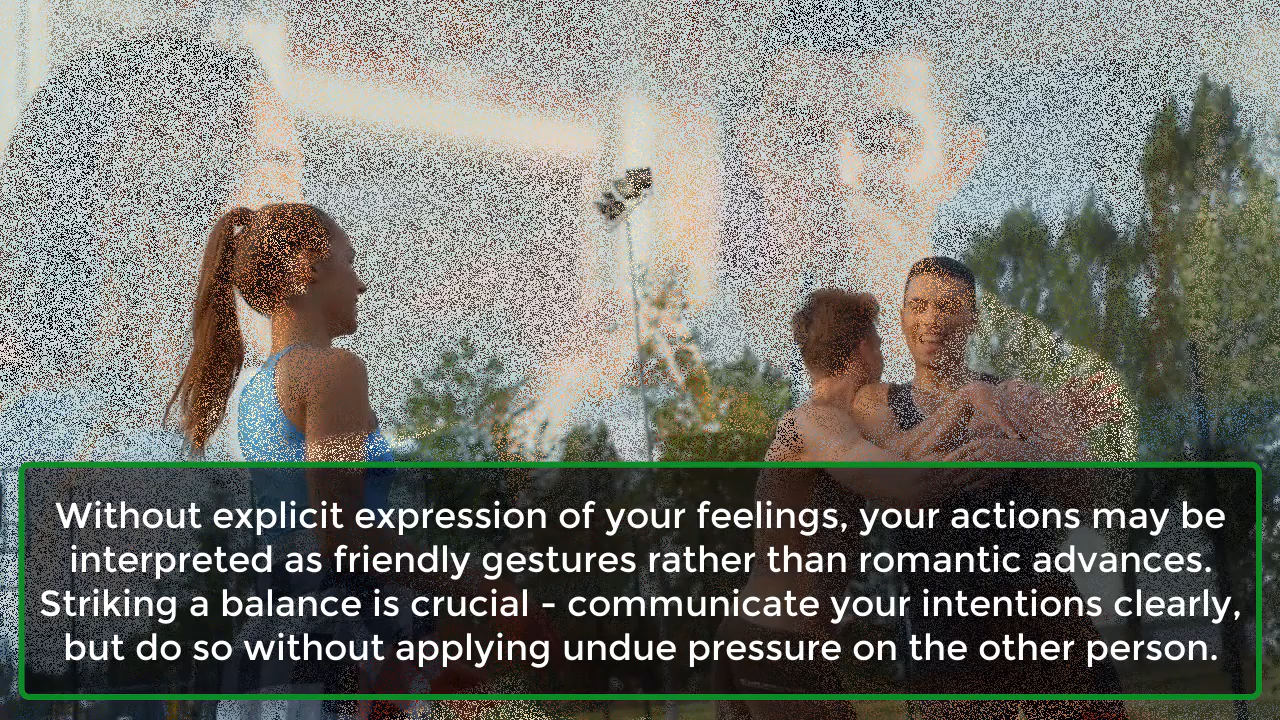 Without explicit expression of your feelings, your actions may be
interpreted as friendly gestures rather than romantic advances.
Striking a balance is crucial - communicate your intentions clearly,
but do so without applying undue pressure on the other person.